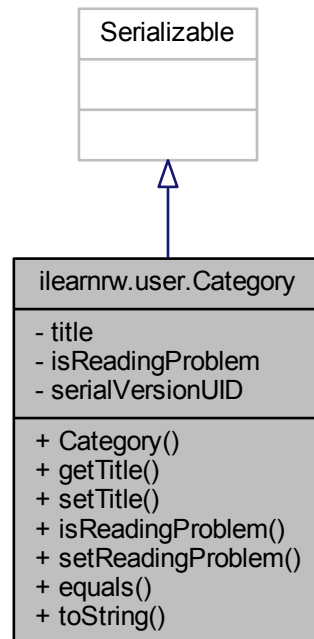 Serializable
ilearnrw.user.Category
- title
- isReadingProblem
- serialVersionUID
+ Category()
+ getTitle()
+ setTitle()
+ isReadingProblem()
+ setReadingProblem()
+ equals()
+ toString()